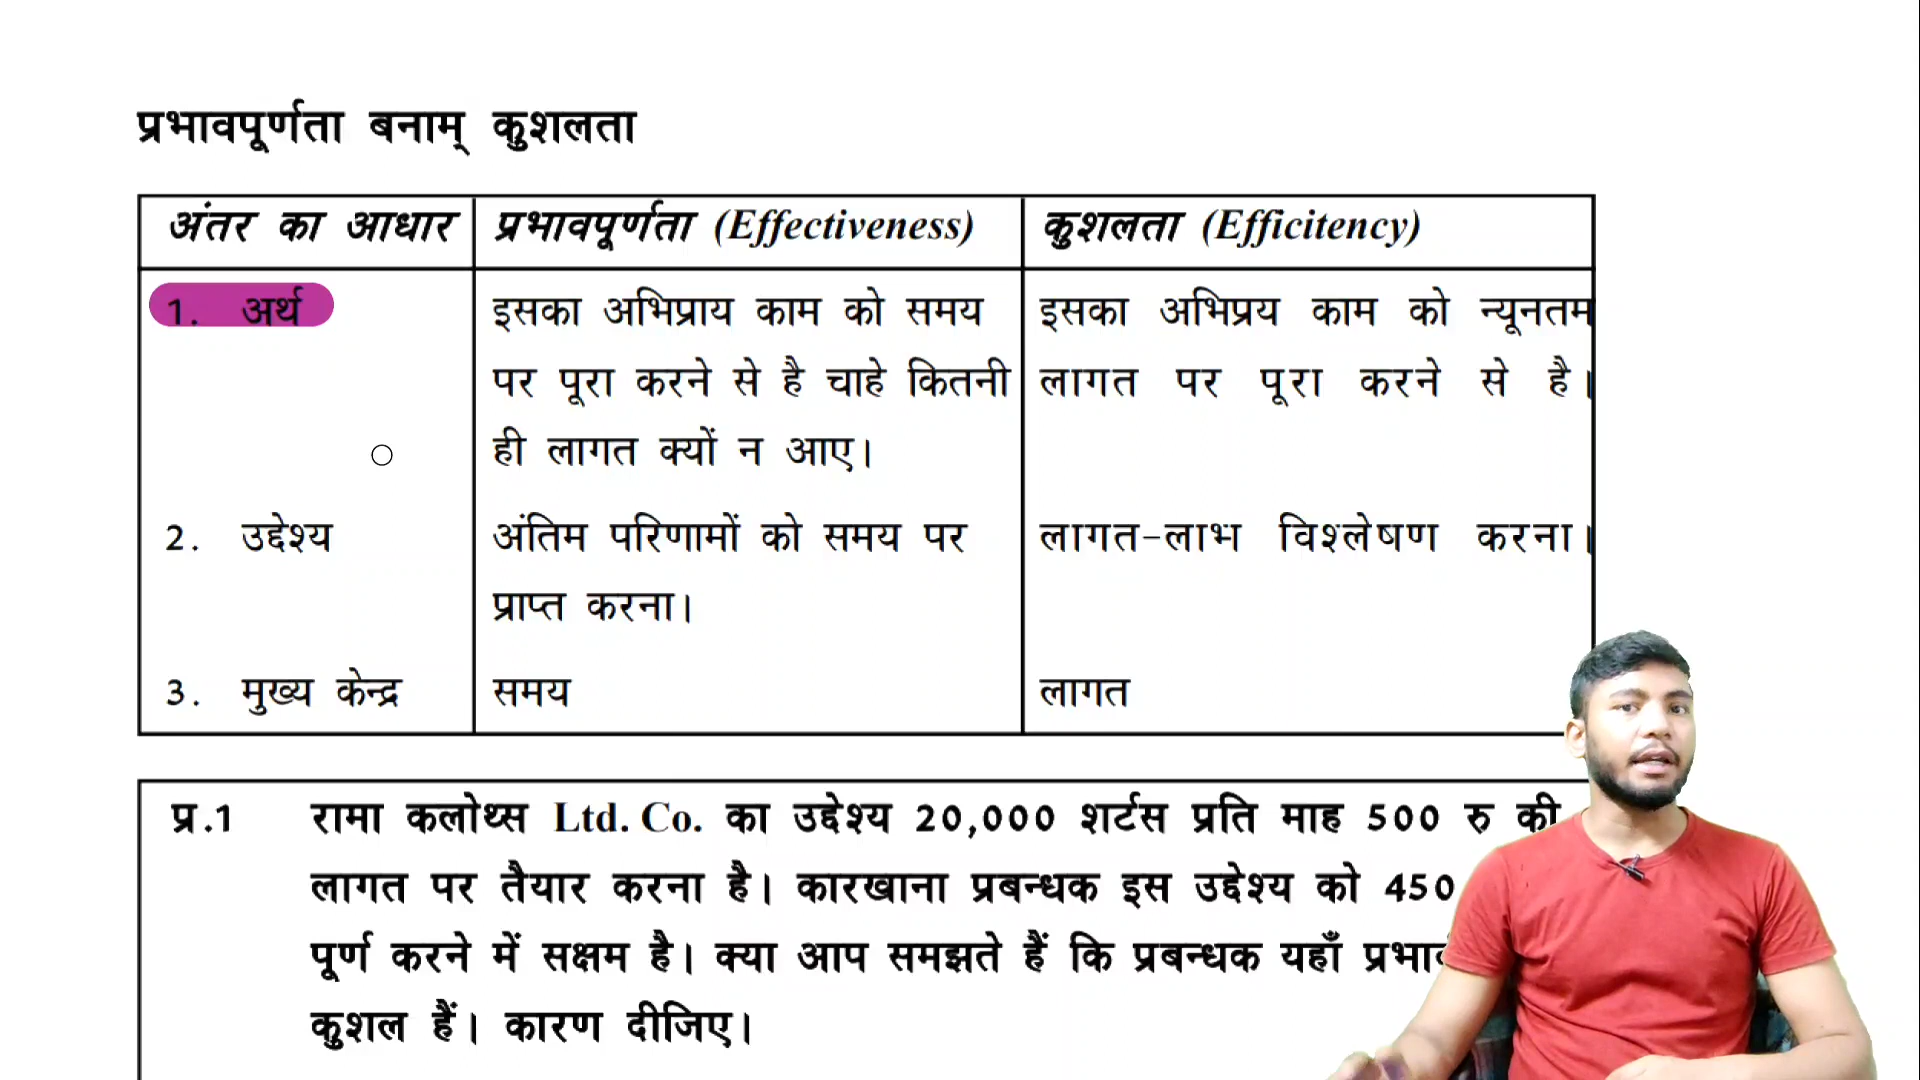 प्रभावपूर्णता बनाम् कुशलता
अंतर का आधार प्रभावपूर्णता (Effectiveness) कुशलता (Efficitency)
1. अर्थ इसका अभिप्राय काम को समय इसका अभिप्रय काम को न्यूनतम
पर पूरा करने से है चाहे कितनी लागत पर पूरा करने से है।
ही लागत क्यों न आए।
2. उद्देश्य अंतिम परिणामों को समय पर लागत-लाभ विश्लेषण करना।
प्राप्त करना।
3. मुख्य केन्द्र समय लागत
प्र.1 रामा कलोथ्स Ltd. Co. का उद्देश्य 20,000 शर्टस प्रति माह 500 रु की
लागत पर तैयार करना है। कारखाना प्रबन्धक इस उद्देश्य को 450
पूर्ण करने में सक्षम है। क्या आप समझते हैं कि प्रबन्धक यहाँ
कुशल हैं। कारण दीजिए।